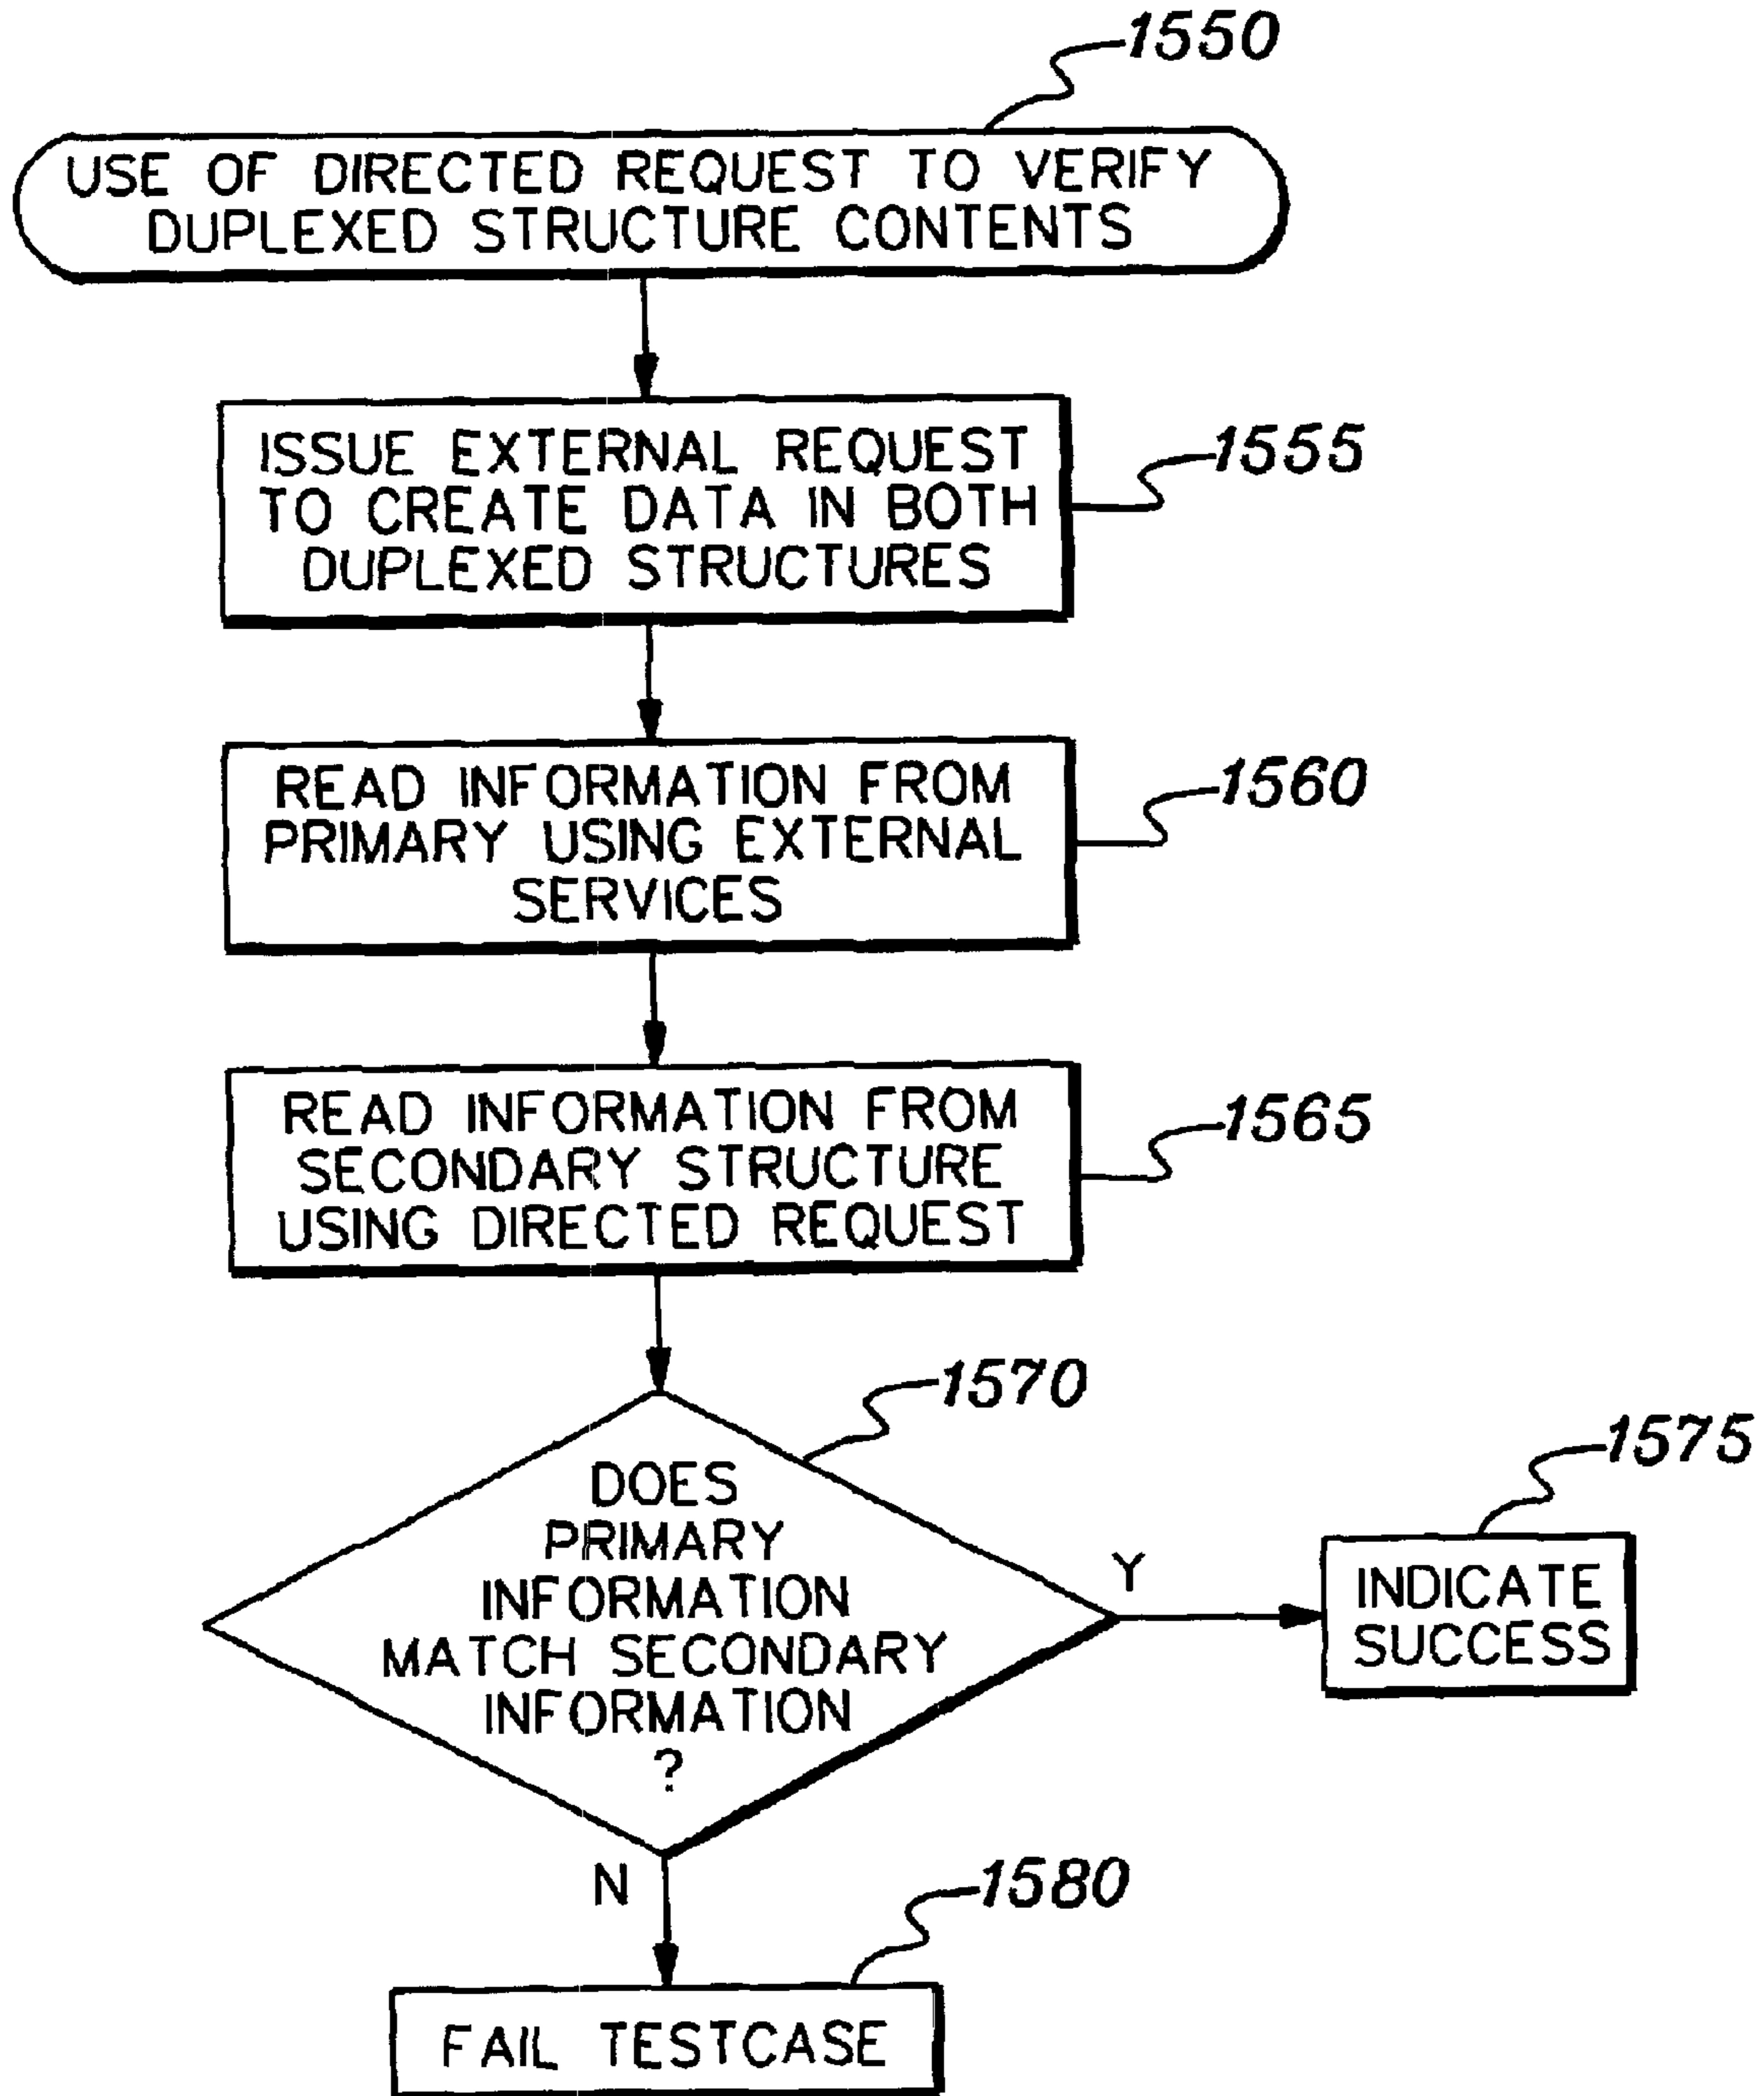 1550
USE OF DIRECTED REQUEST TO VERIFY
DUPLEXED STRUCTURE CONTENTS
ISSUE EXTERNAL REQUEST
TO CREATE DATA IN BOTH
DUPLEXED STRUCTURES
1555
READ INFORMATION FROM
PRIMARY USING EXTERNAL
SERVICES
1560
READ INFORMATION FROM
SECONDARY STRUCTURE
USING DIRECTED REQUEST
1565
1570
DOES
PRIMARY
INFORMATION
MATCH SECONDARY
INFORMATION
?
Y
1575
INDICATE
SUCCESS
N
1580
FAIL TESTCASE